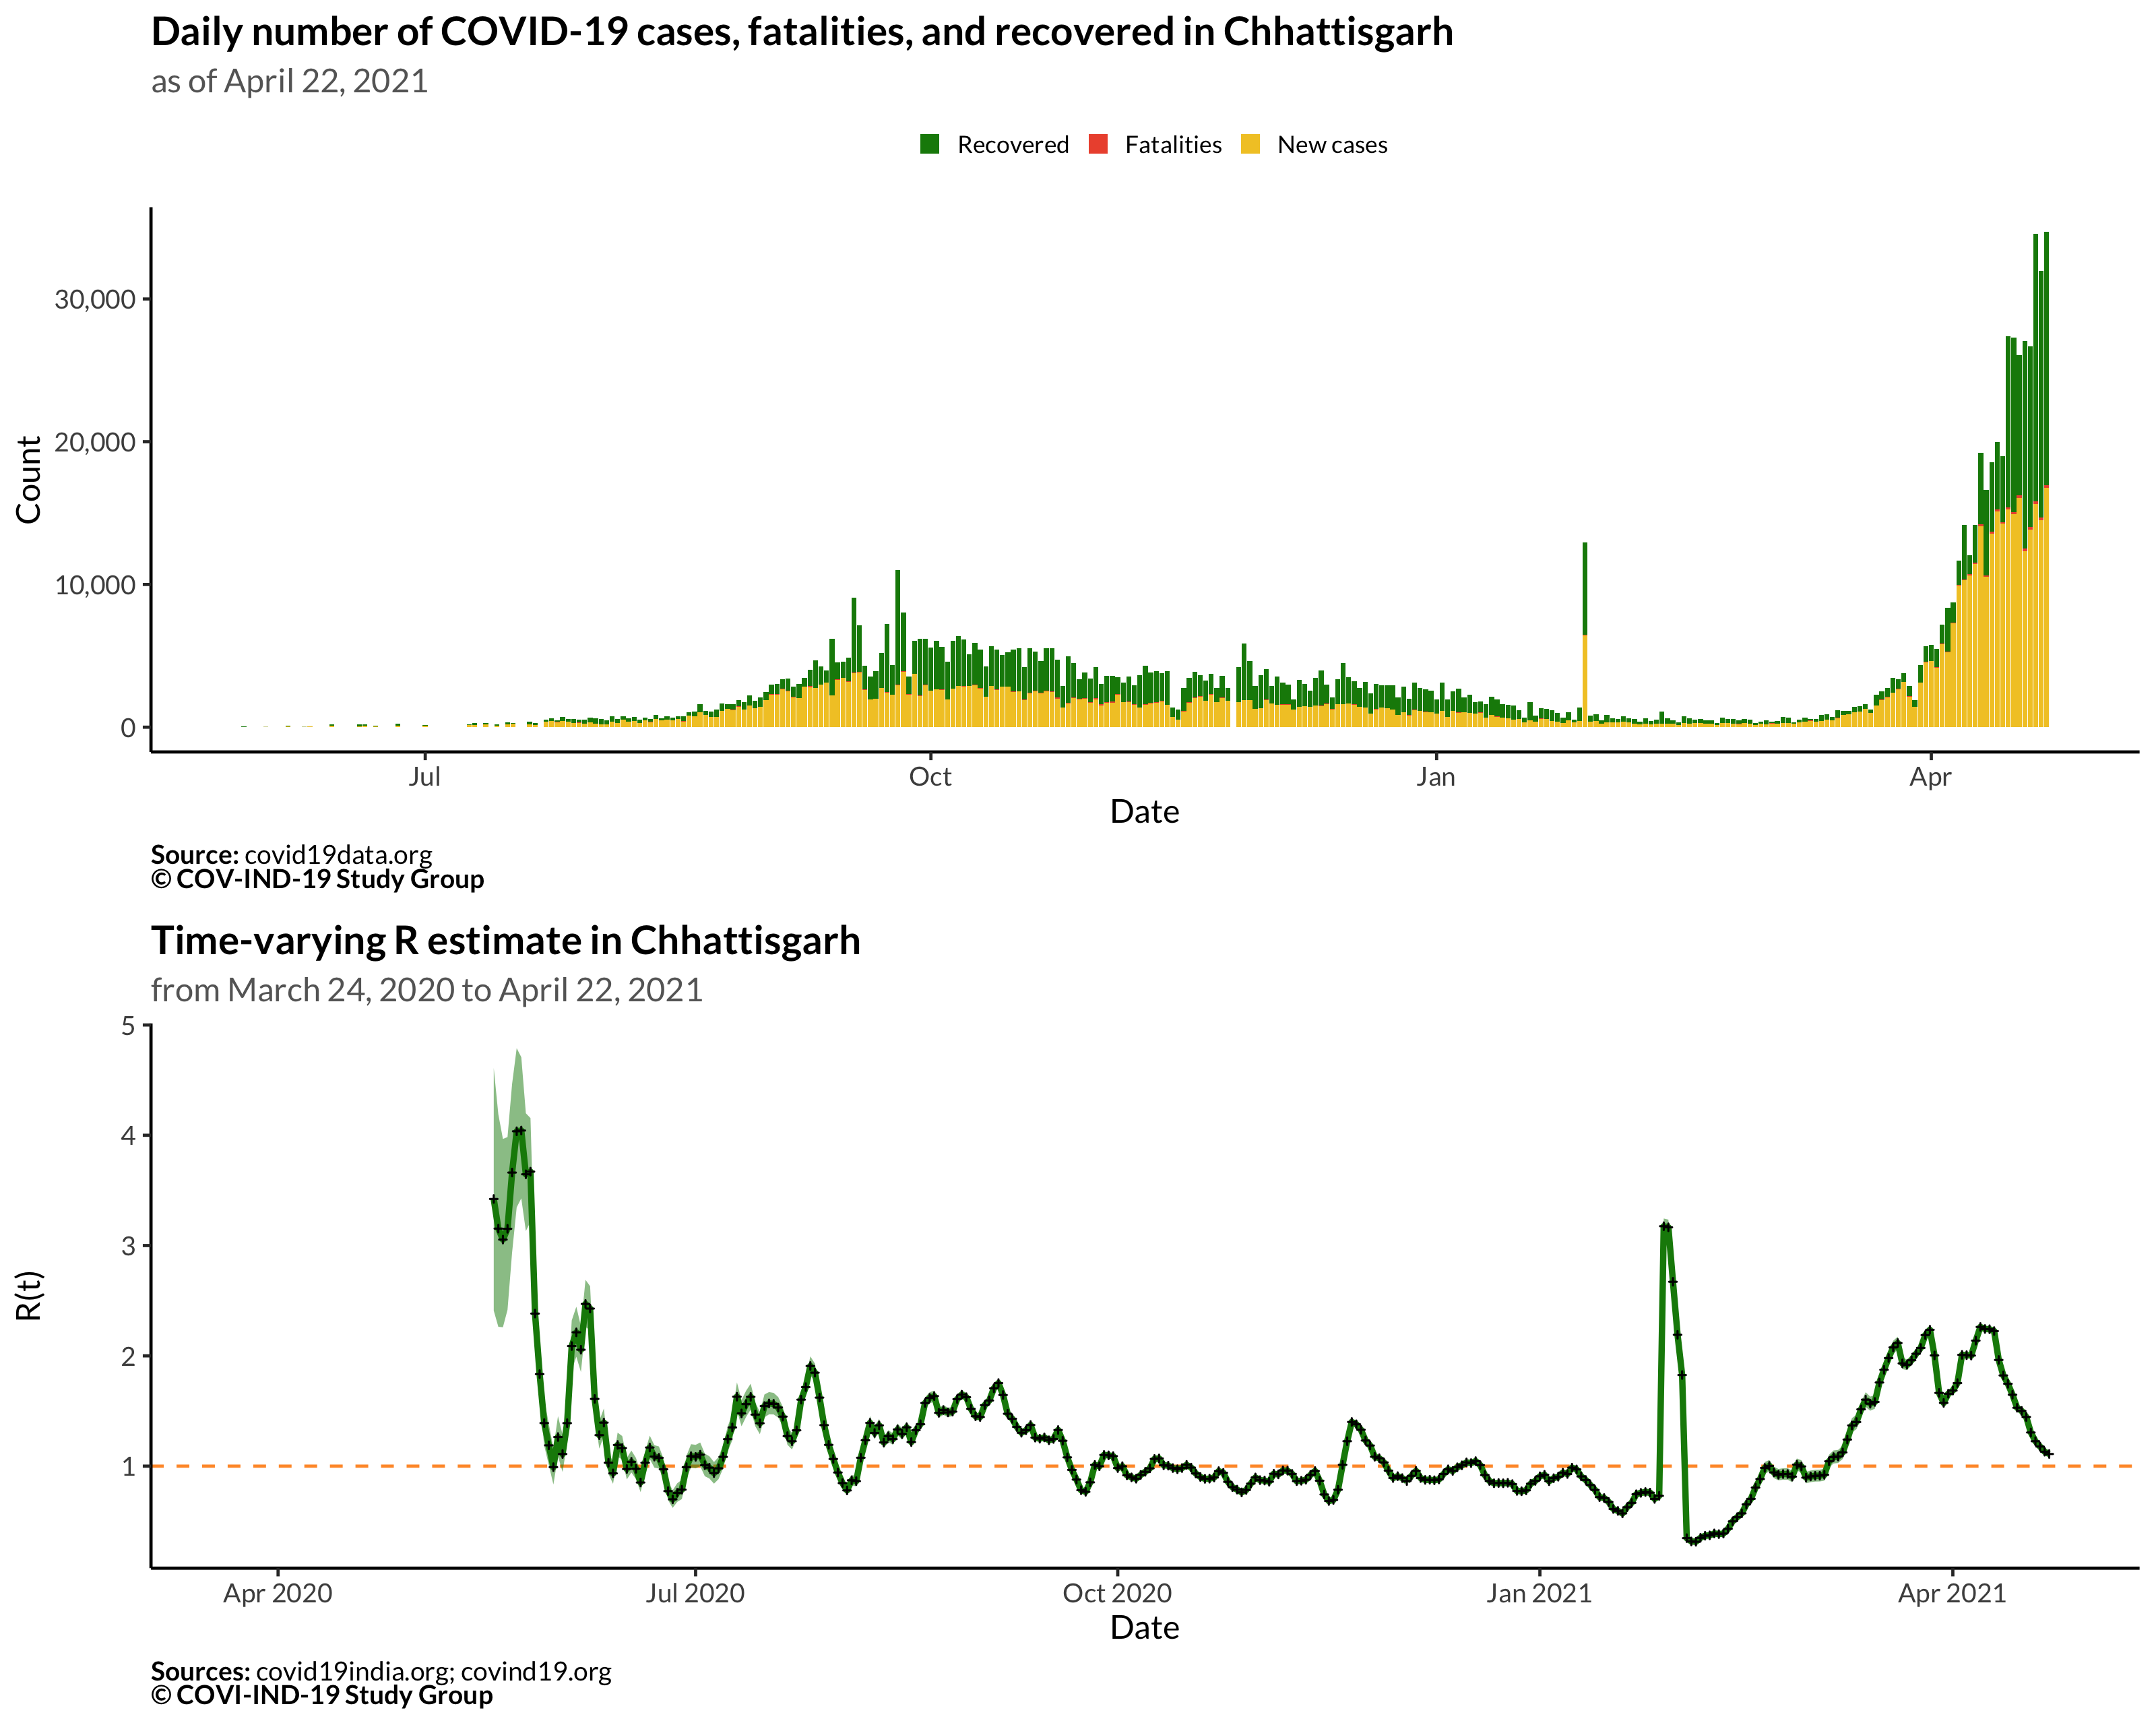 Daily number of COVID-19 cases, fatalities, and recovered in Chhattisgarh
as of April 22, 2021
Recovered Fatalities New cases
30,000
20,000
10,000
0
Count
Jul Oct Jan Apr
Date
Source: covid19data.org
© COV-IND-19 Study Group
Time-varying R estimate in Chhattisgarh
from March 24, 2020 to April 22, 2021
5
4
3
2
1
R(t)
Apr 2020 Jul 2020 Oct 2020 Jan 2021 Apr 2021
Date
Sources: covid19india.org; covind19.org
© COVI-IND-19 Study Group